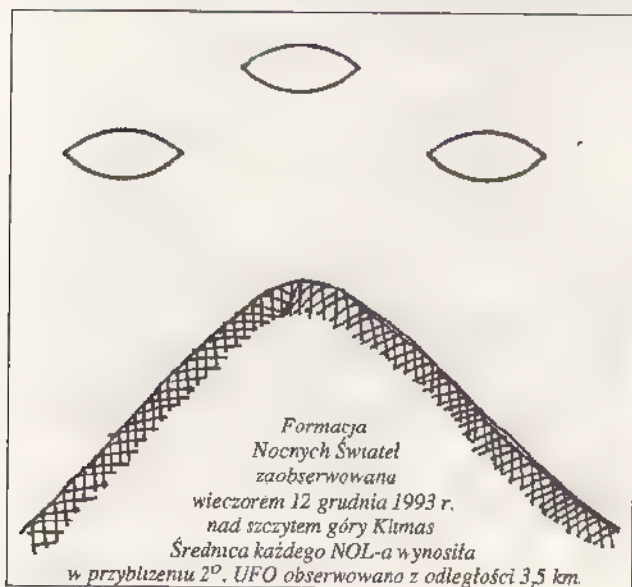 Formacja
Nocnych Świateł
zaobserwowana
wieczorem 12 grudnia 1993 r.
nad szczytem góry Klimas
Średnica każdego NOL-a wynosiła
w przybliżeniu 2°. UFO obserwowano z odległości 3,5 km.